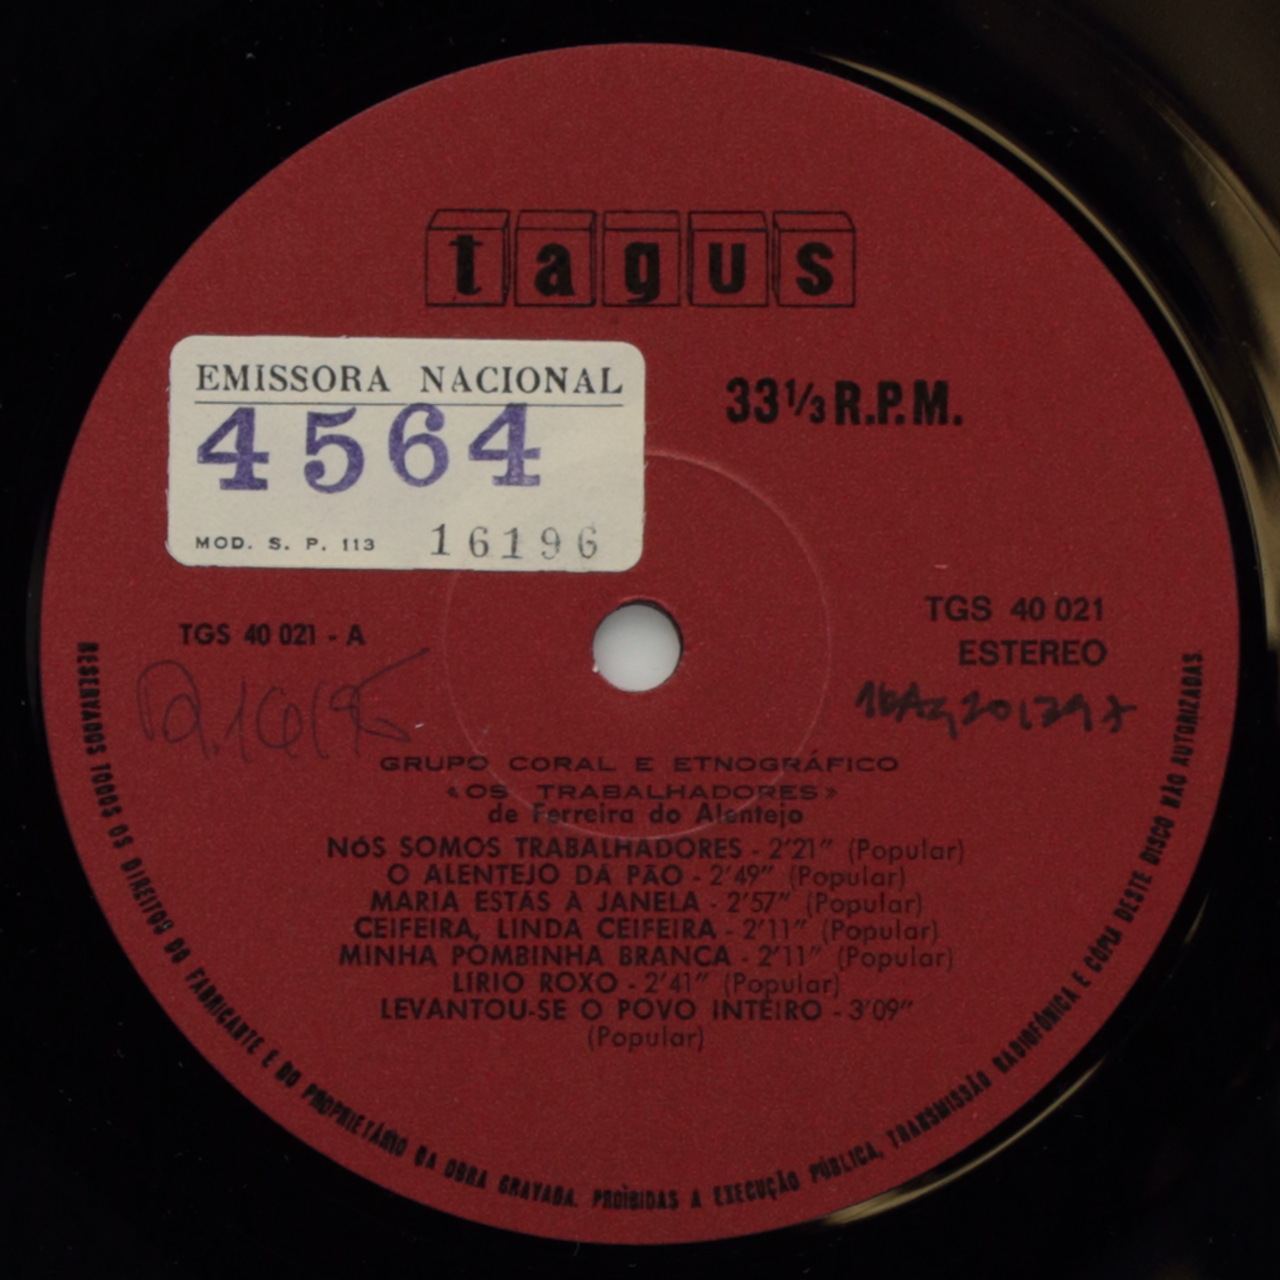 tagus
EMISSORA NACIONAL
4564
MOD. S. P. 113 16196
33 1/3 R.P.M.
TGS 40 021 - A
TGS 40 021
ESTEREO
GRUPO CORAL E ETNOGRÁFICO
«OS TRABALHADORES»
de Ferreira do Alentejo
NÓS SOMOS TRABALHADORES - 2'21" (Popular)
O ALENTEJO DÁ PÃO - 2'49" (Popular)
MARIA ESTÁS À JANELA - 2'57" (Popular)
CEIFEIRA, LINDA CEIFEIRA - 2'11" (Popular)
MINHA POMBINHA BRANCA - 2'11" (Popular)
LÍRIO ROXO - 2'41" (Popular)
LEVANTOU-SE O POVO INTEIRO - 3'09"
(Popular)
RESERVADOS TODOS OS DIREITOS DO FABRICANTE E DO PROPRIETÁRIO DA OBRA GRAVADA. PROÍBIDAS A EXECUÇÃO PÚBLICA, TRANSMISSÃO RADIOFÓNICA E CÓPIA DESTE DISCO NÃO AUTORIZADAS